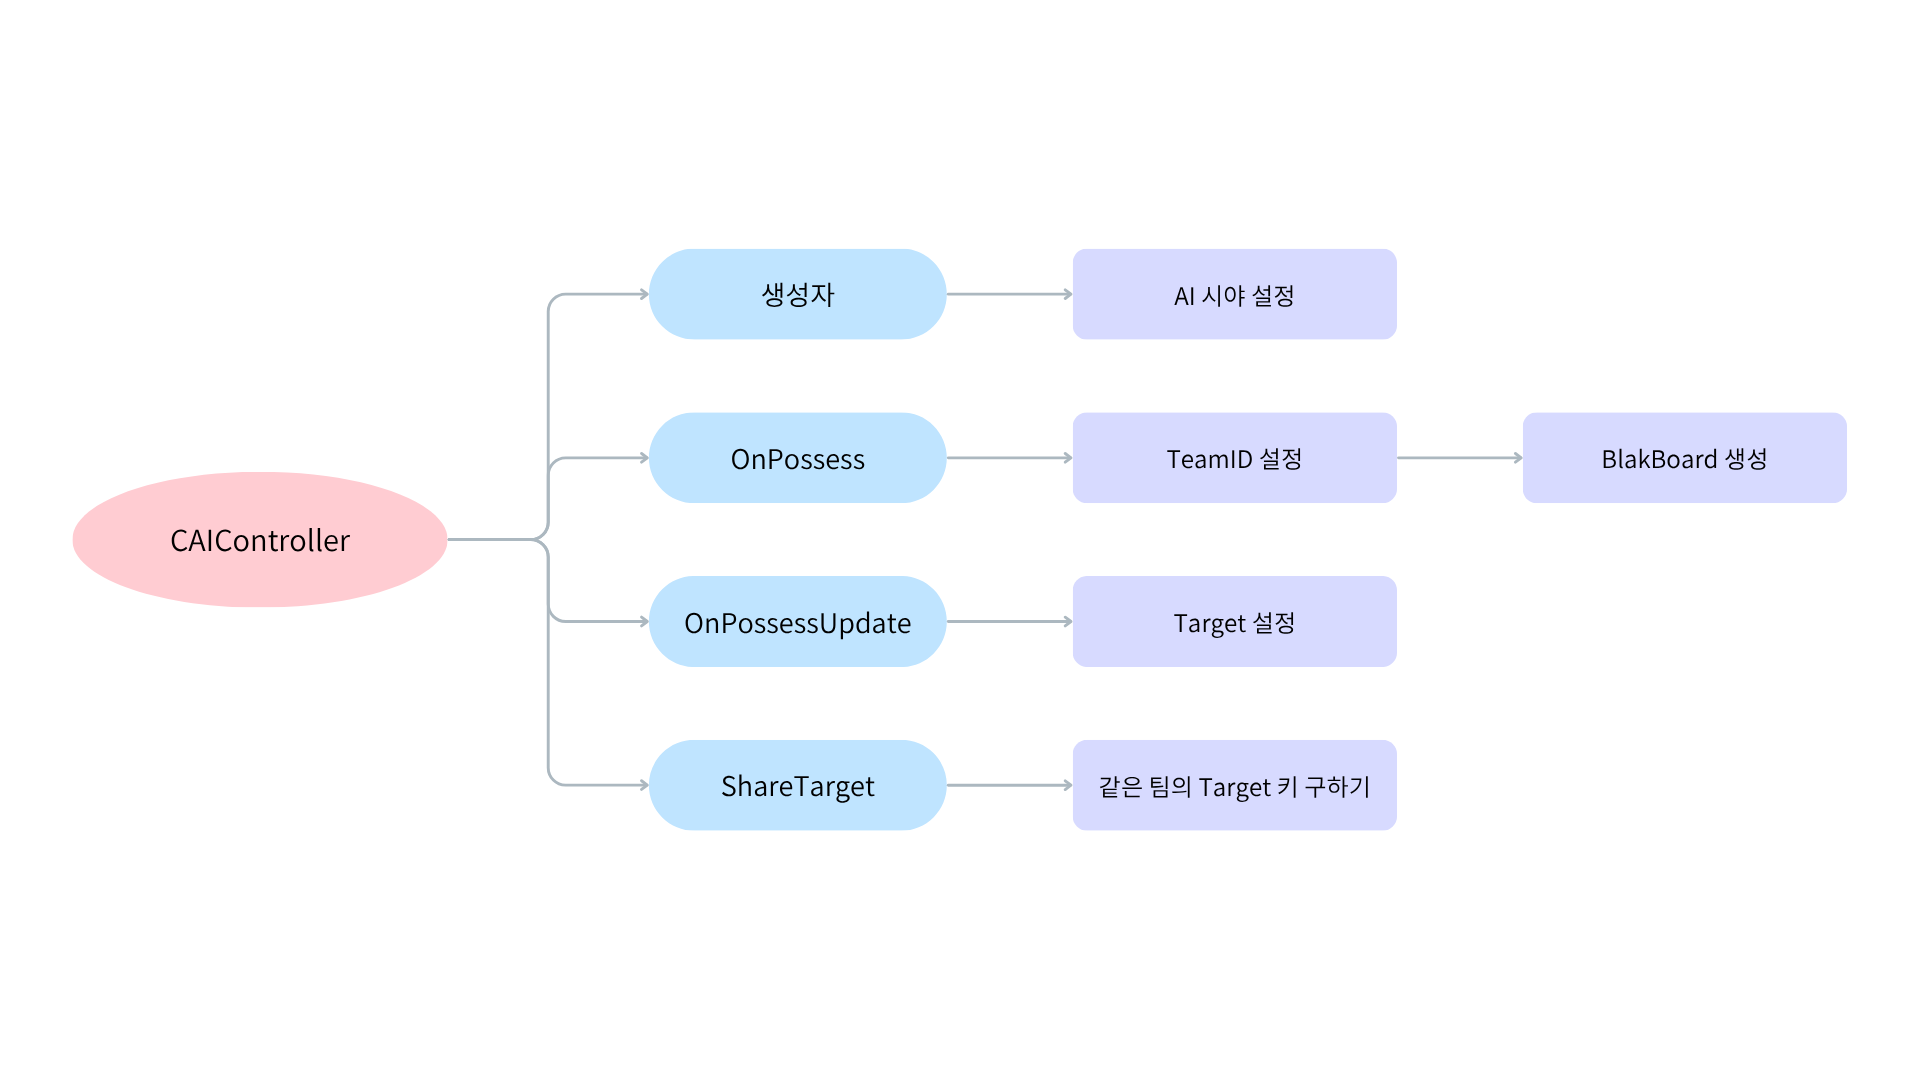 CAIController
생성자
AI 시야 설정
OnPossess
TeamID 설정
BlakBoard 생성
OnPossessUpdate
Target 설정
ShareTarget
같은 팀의 Target 키 구하기